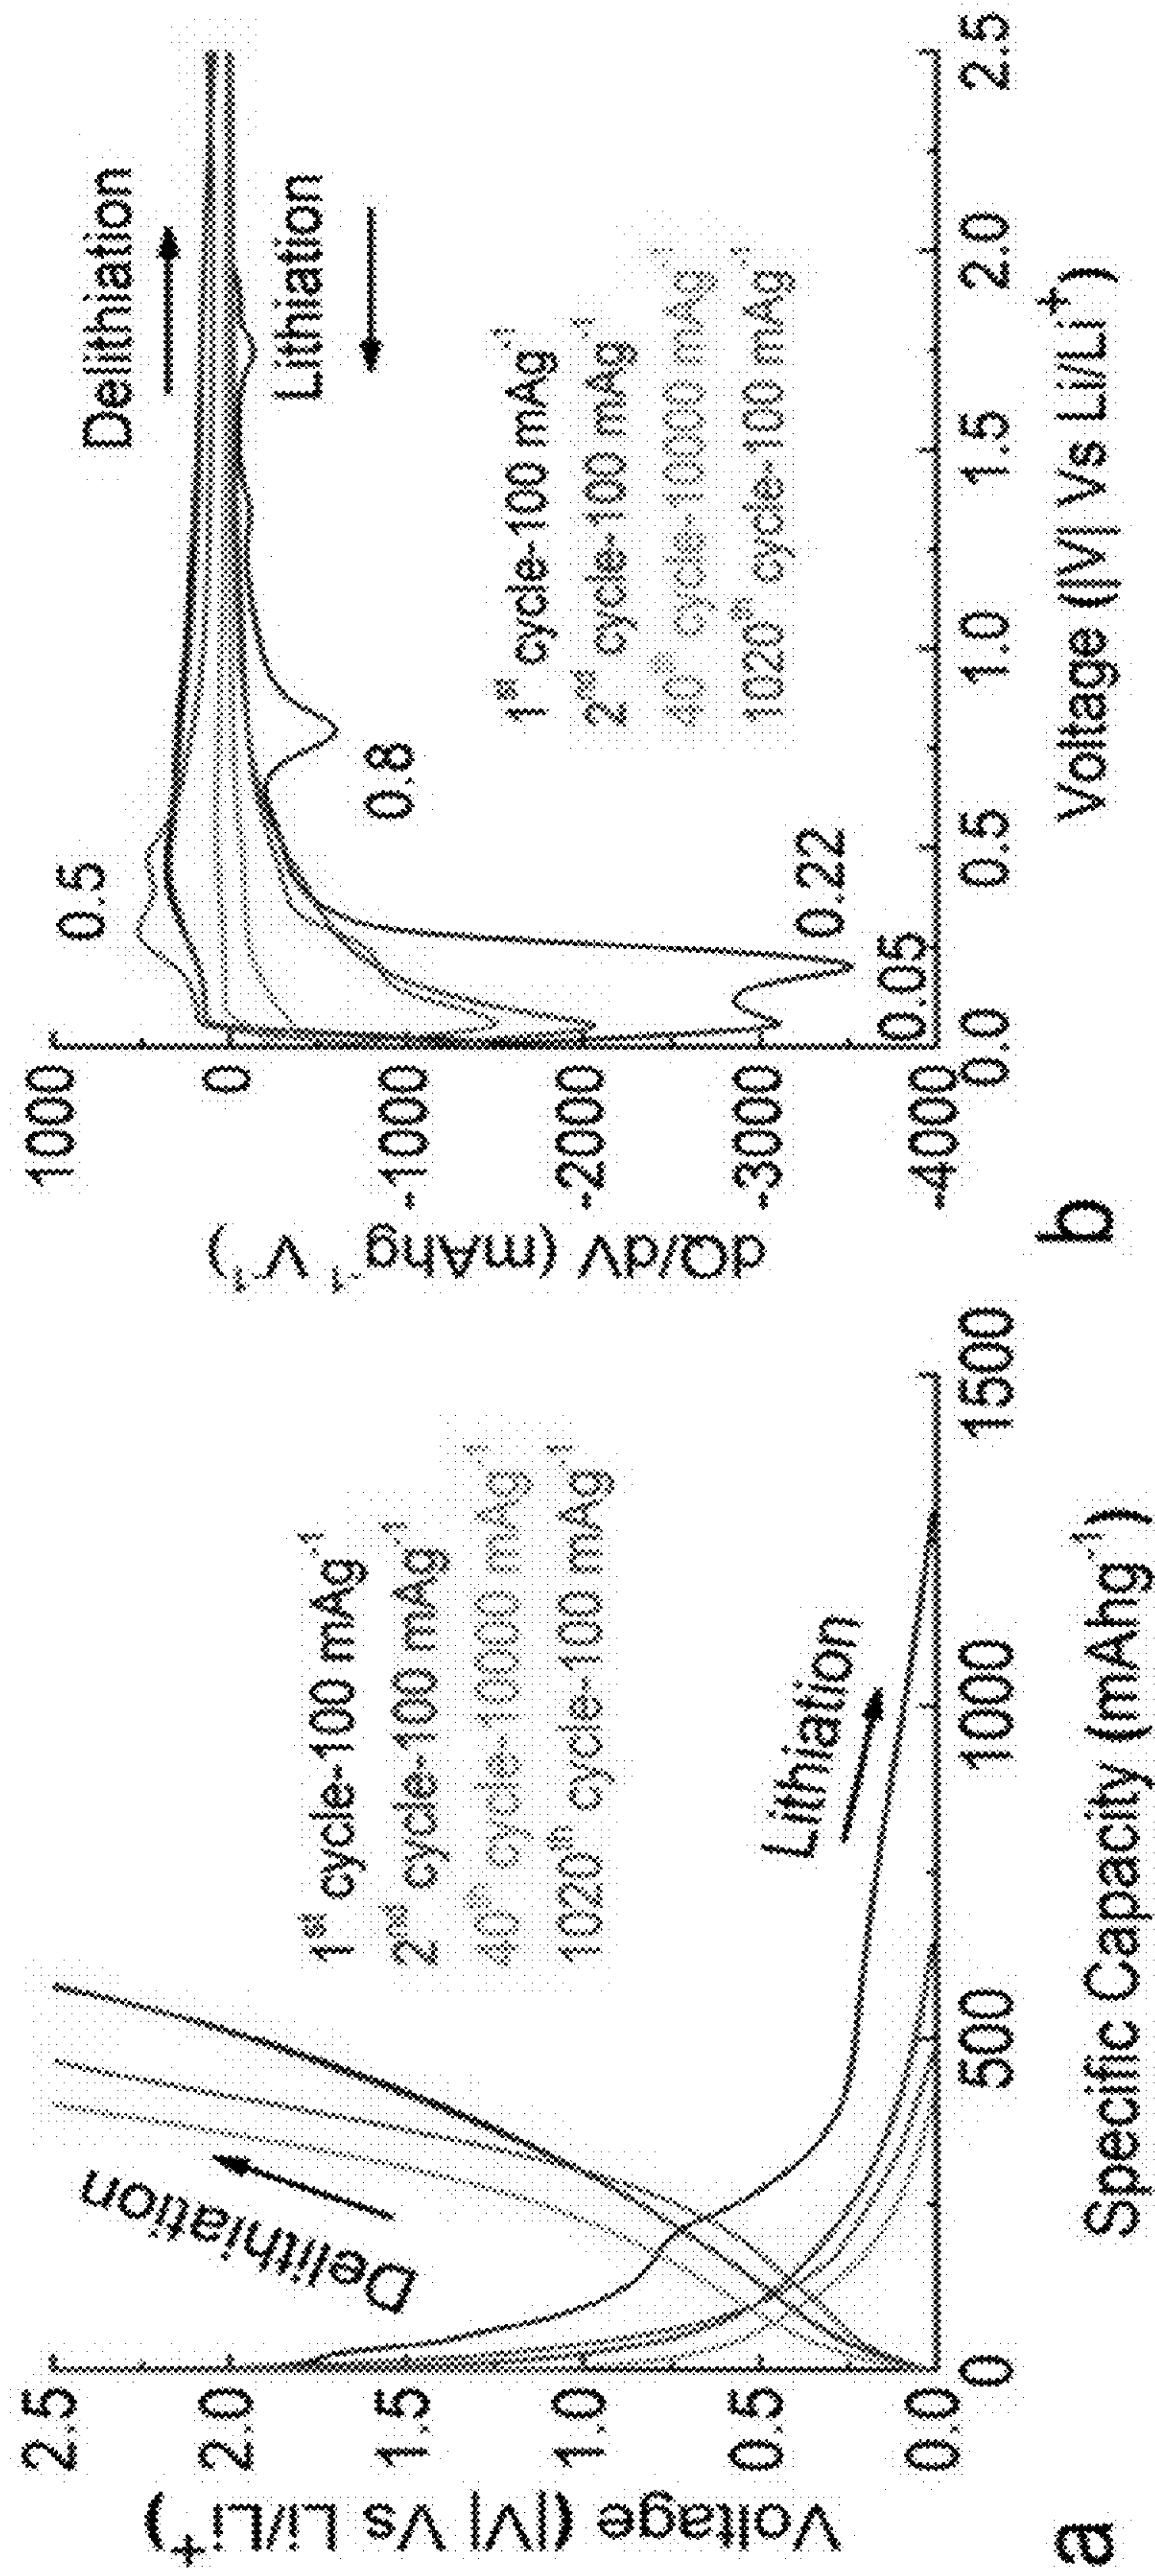 Voltage (|V| Vs Li/Li+)
2.5
2.0
1.5
1.0
0.5
0.0
Delithiation
1st cycle-100 mAg-1
2nd cycle-100 mAg-1
40th cycle-10000 mAg-1
1020th cycle-100 mAg-1
Lithiation
0
500
1000
1500
Specific Capacity (mAhg-1)
a
dQ/dV (mAhg-1 V-1)
1000
0
-1000
-2000
-3000
-4000
0.5
Delithiation
Lithiation
0.8
1st cycle-100 mAg-1
2nd cycle-100 mAg-1
40th cycle-10000 mAg-1
1020th cycle-100 mAg-1
0.22
0.05
0.0
0.5
1.0
1.5
2.0
2.5
Voltage (|V| Vs Li/Li+)
b